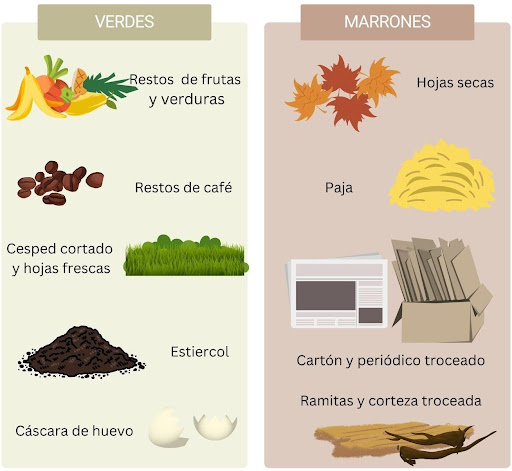 VERDES
Restos de frutas
y verduras
Restos de café
Cesped cortado
y hojas frescas
Estiercol
Cáscara de huevo
MARRONES
Hojas secas
Paja
Cartón y periódico troceado
Ramitas y corteza troceada